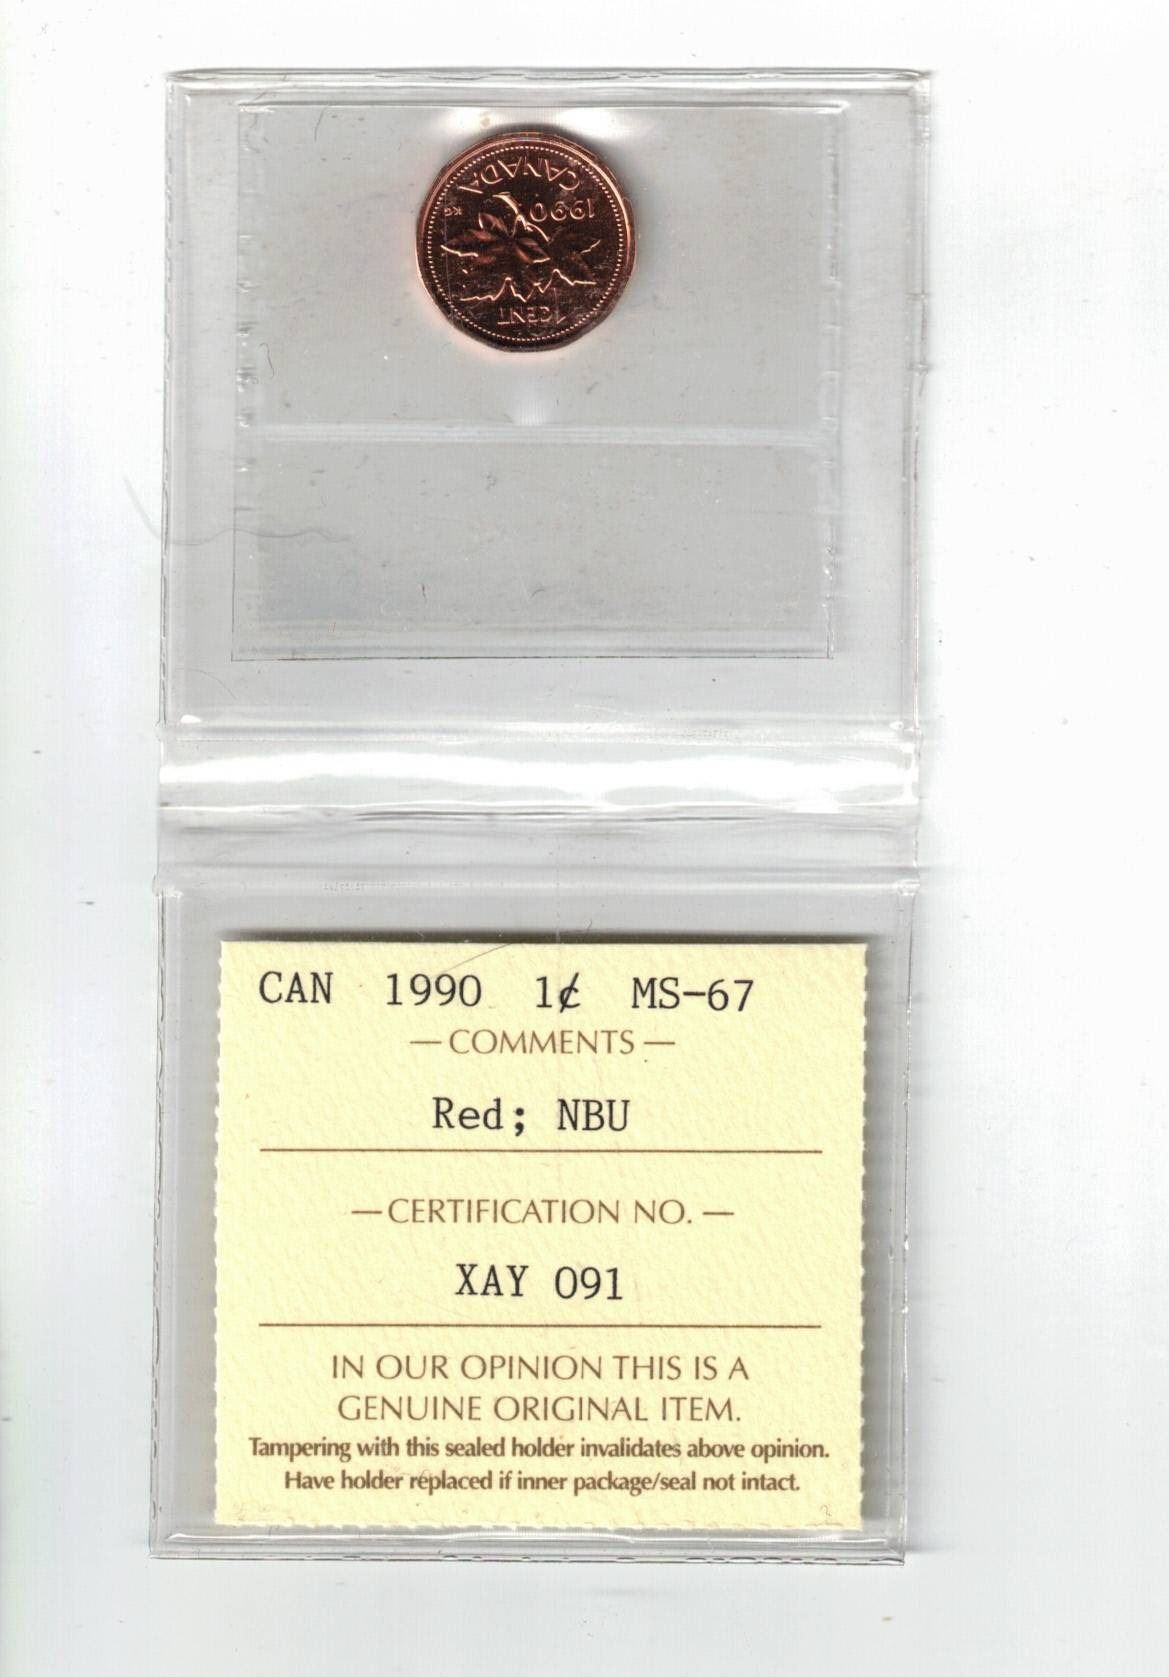 CANADA
1990 KG
1 CENT
CAN 1990 1¢ MS-67
— COMMENTS —
Red; NBU
— CERTIFICATION NO. —
XAY 091
IN OUR OPINION THIS IS A
GENUINE ORIGINAL ITEM.
Tampering with this sealed holder invalidates above opinion.
Have holder replaced if inner package/seal not intact.